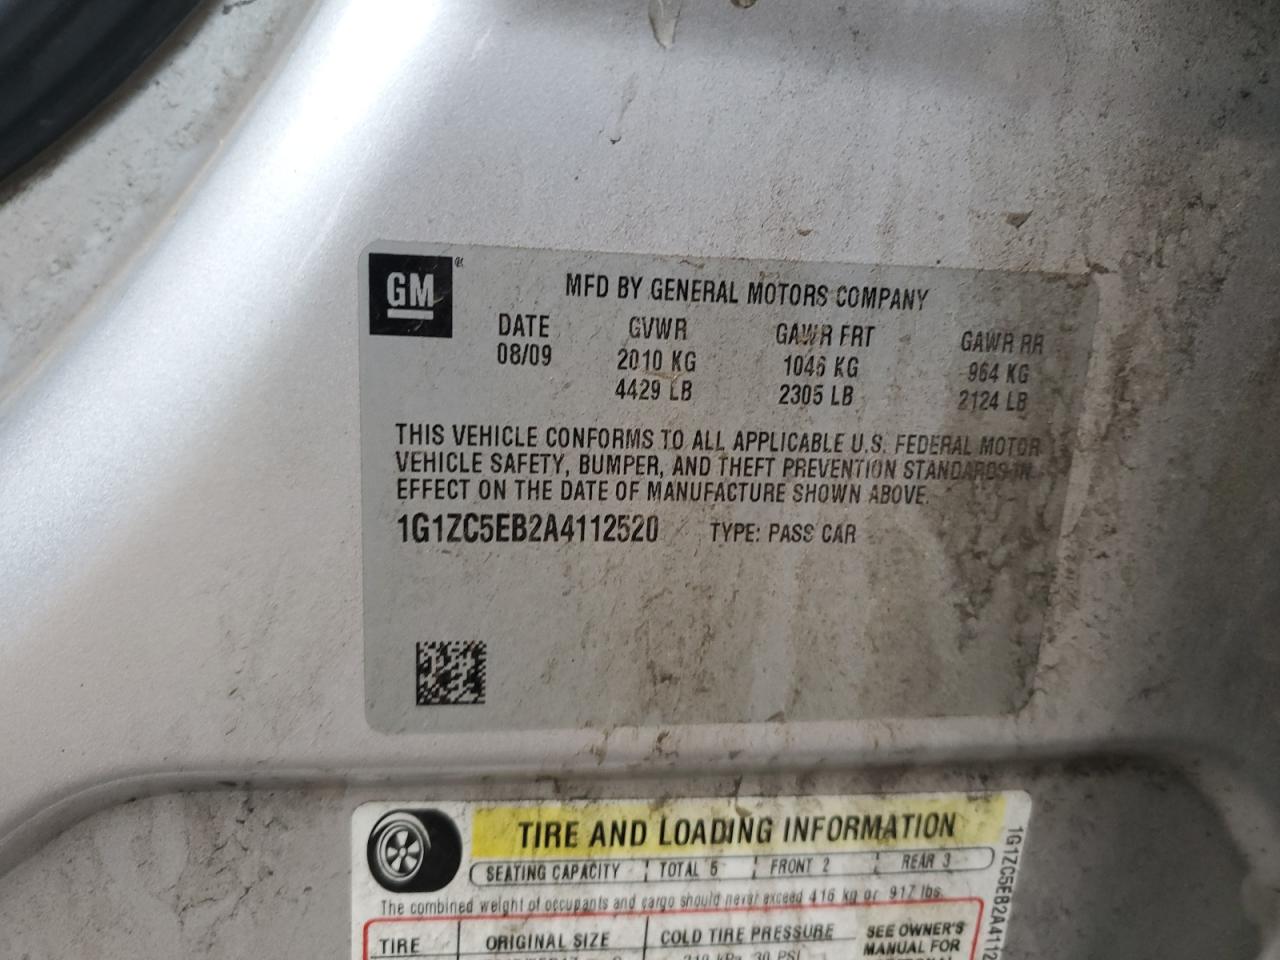 GM®
MFD BY GENERAL MOTORS COMPANY
DATE GVWR GAWR FRT GAWR RR
08/09 2010 KG 1046 KG 964 KG
4429 LB 2305 LB 2124 LB
THIS VEHICLE CONFORMS TO ALL APPLICABLE U.S. FEDERAL MOTOR
VEHICLE SAFETY, BUMPER, AND THEFT PREVENTION STANDARDS IN
EFFECT ON THE DATE OF MANUFACTURE SHOWN ABOVE.
1G1ZC5EB2A4112520 TYPE: PASS CAR
TIRE AND LOADING INFORMATION
SEATING CAPACITY TOTAL 5 FRONT 2 REAR 3
The combined weight of occupants and cargo should never exceed 416 kg or 917 lbs.
TIRE ORIGINAL SIZE COLD TIRE PRESSURE SEE OWNER'S
MANUAL FOR
30 PSI
1G1ZC5EB2A4112